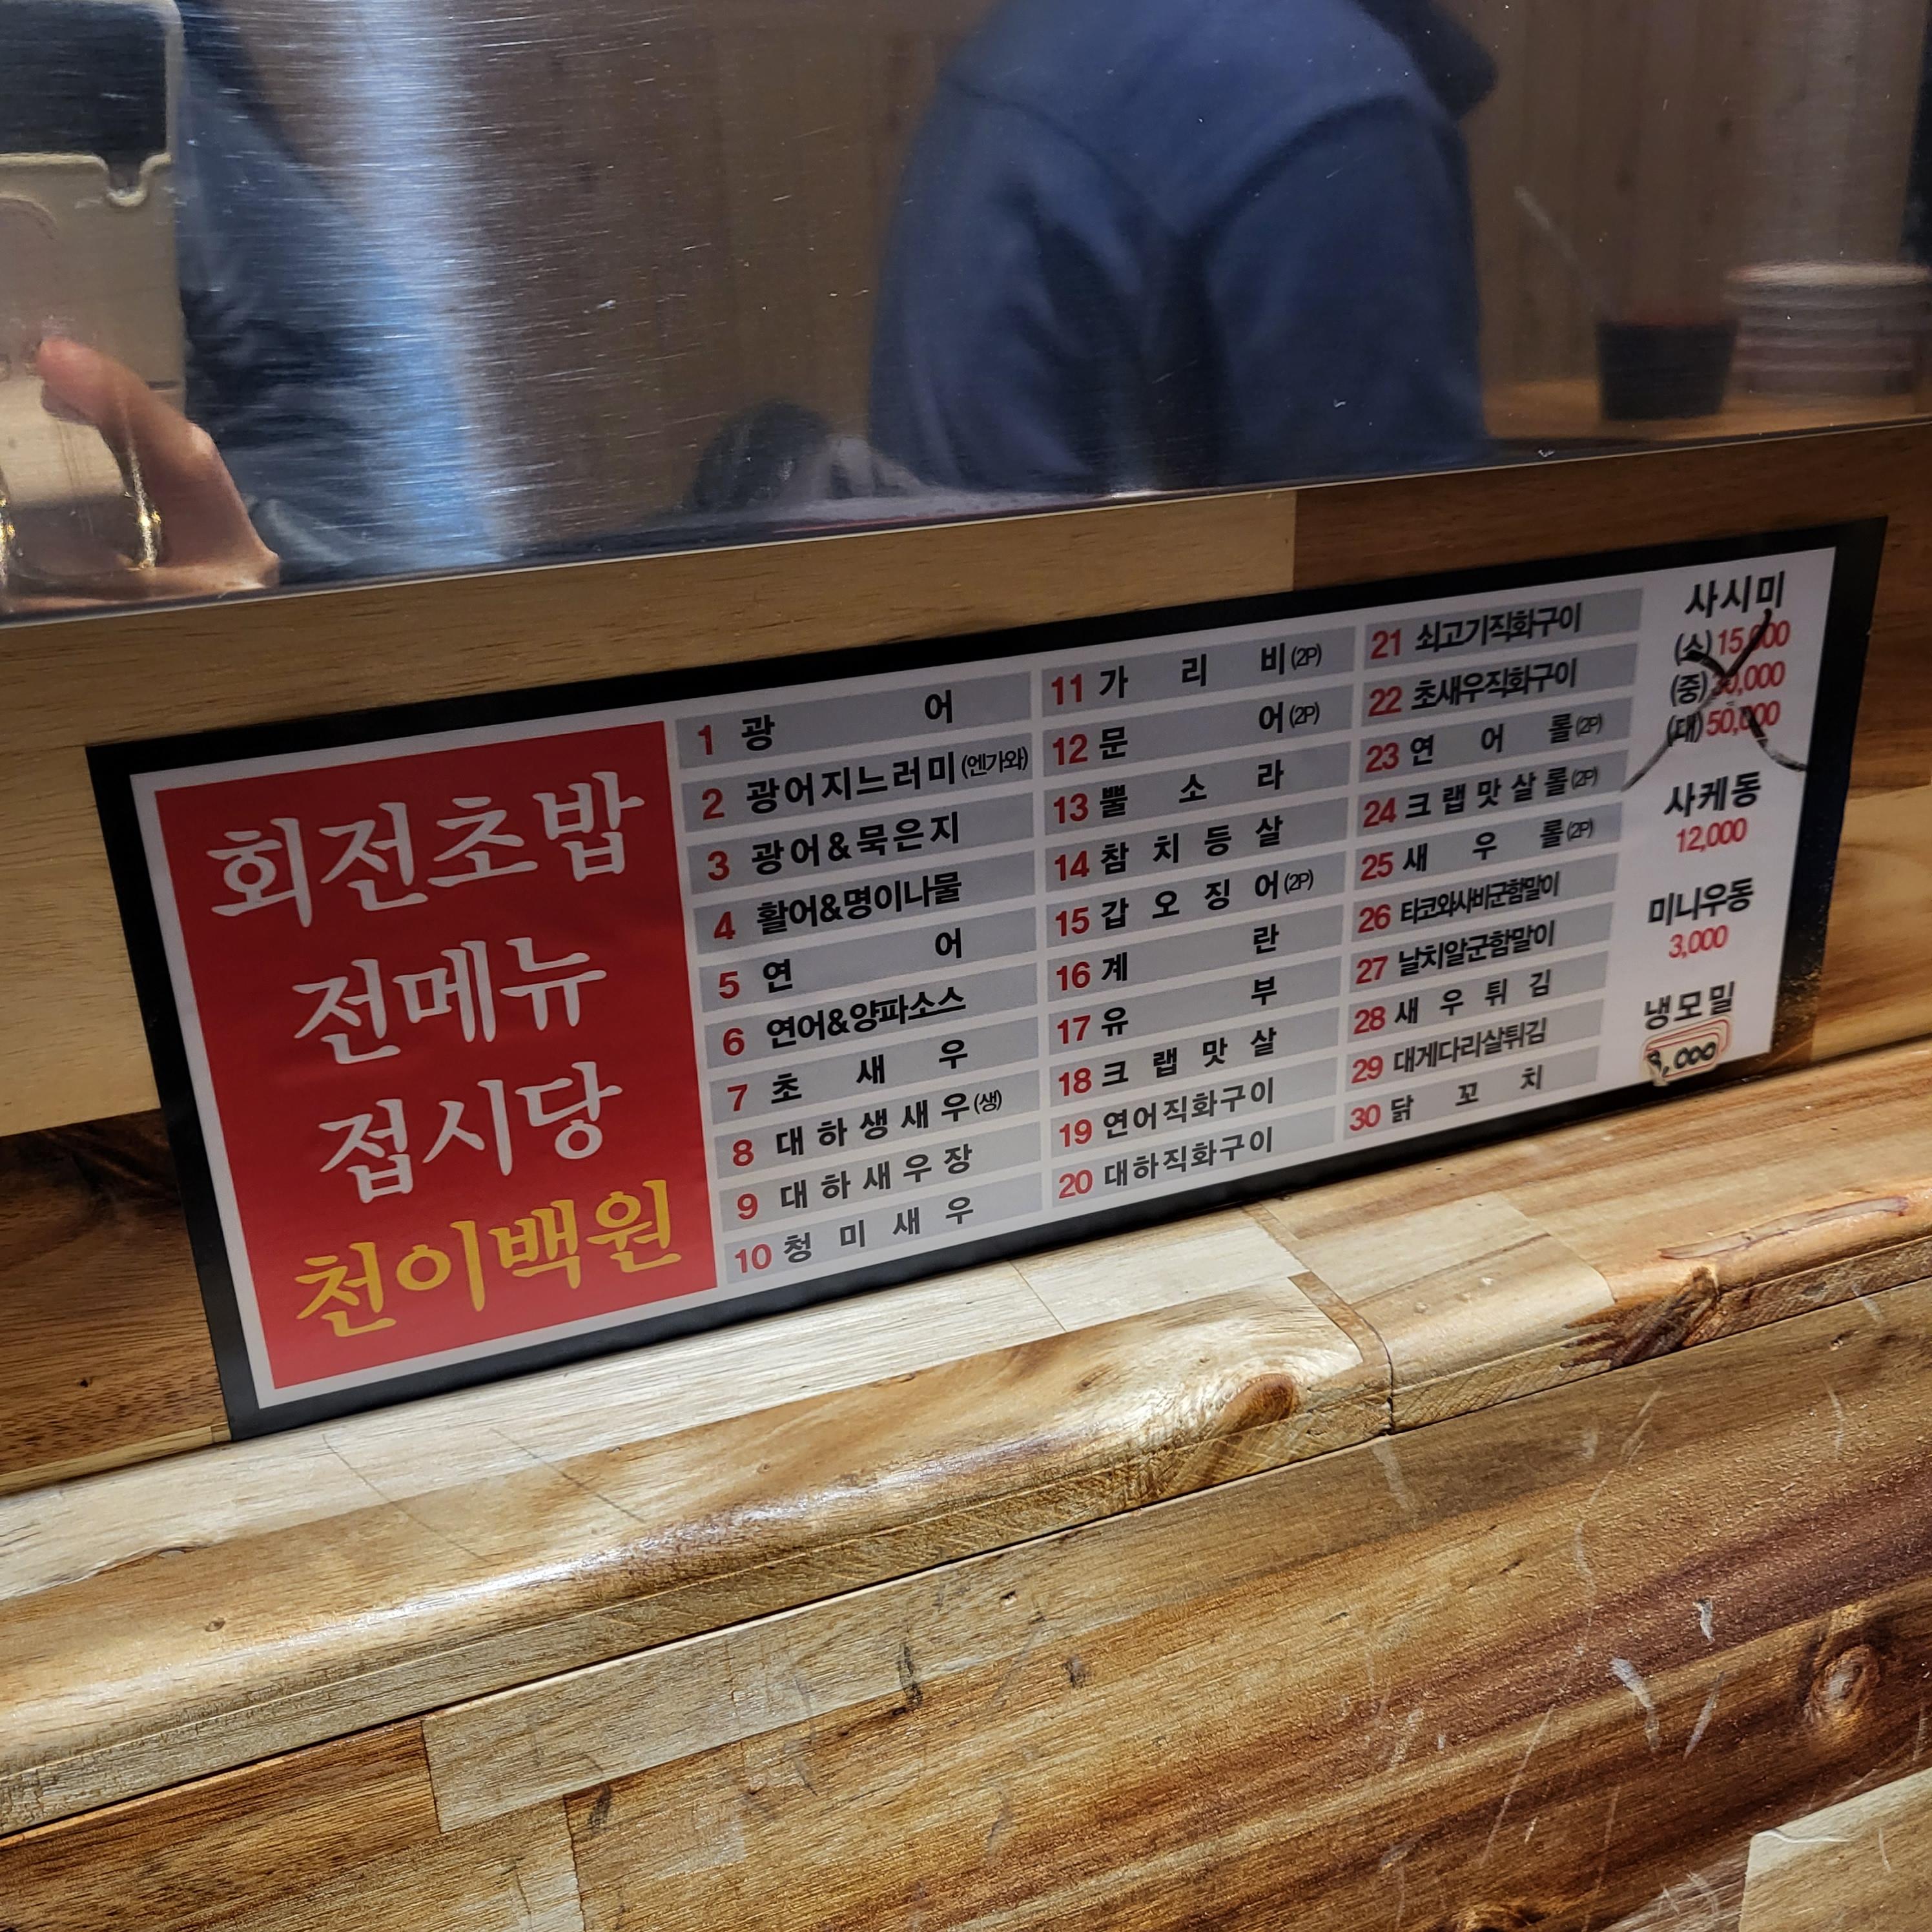 회전초밥
전메뉴
접시당
천이백원
1 광어
2 광어지느러미(엔가와)
3 광어&묵은지
4 활어&명이나물
5 연어
6 연어&양파소스
7 초새우
8 대하생새우(생)
9 대하새우장
10 청미새우
11 가리비(2P)
12 문어(2P)
13 뿔소라
14 참치등살
15 갑오징어(2P)
16 계란
17 유부
18 크랩맛살
19 연어직화구이
20 대하직화구이
21 쇠고기직화구이
22 초새우직화구이
23 연어롤(2P)
24 크랩맛살롤(2P)
25 새우롤(2P)
26 타코와사비군함말이
27 날치알군함말이
28 새우튀김
29 대게다리살튀김
30 닭꼬치
사시미
(소) 15,000
(중)
(대) 50,000
사케동
12,000
미니우동
3,000
냉모밀